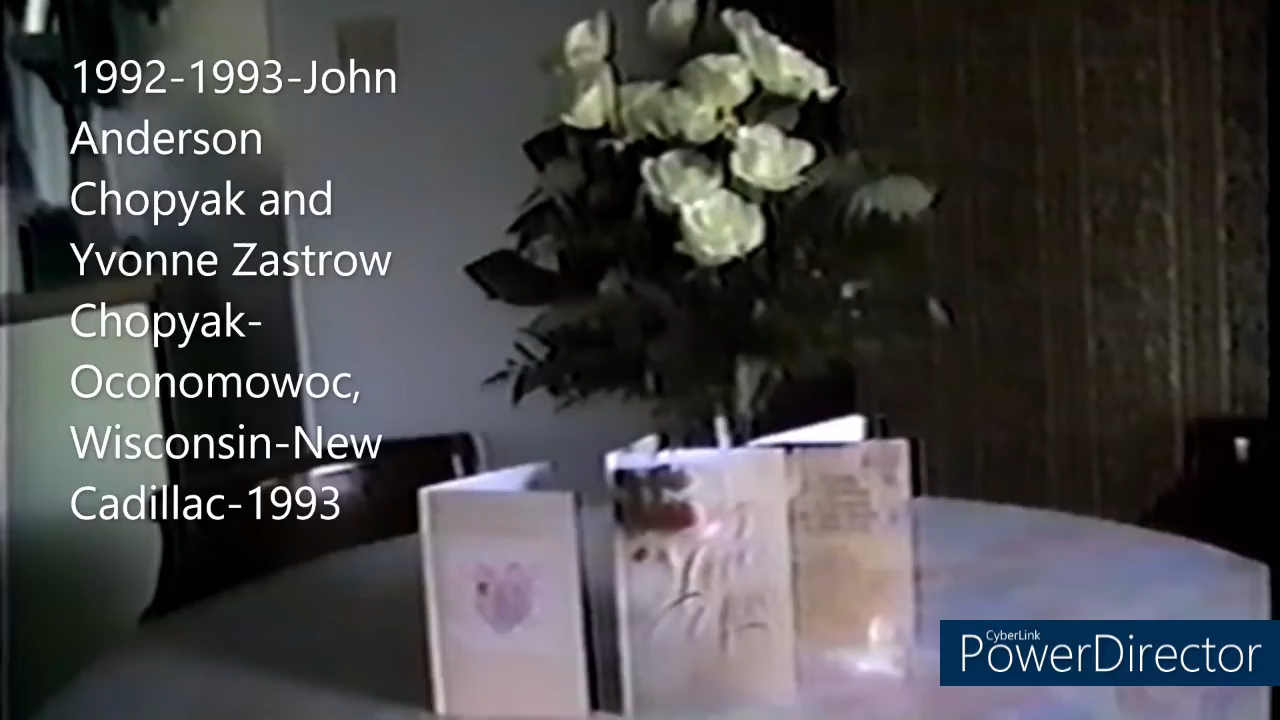 1992-1993-John
Anderson
Chopyak and
Yvonne Zastrow
Chopyak-
Oconomowoc,
Wisconsin-New
Cadillac-1993
CyberLink
PowerDirector